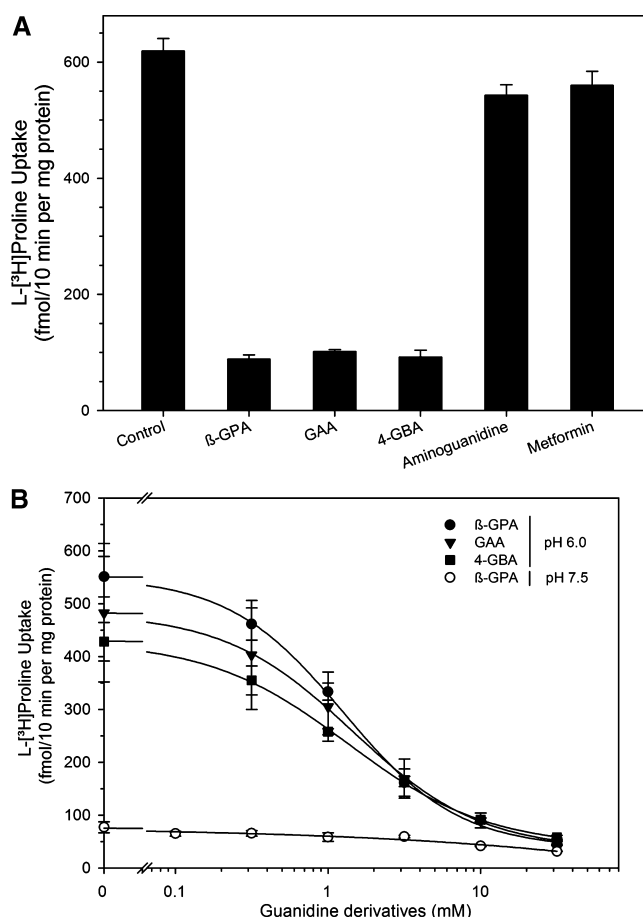 A
L-[³H]Proline Uptake
(fmol/10 min per mg protein)
600
400
200
0
Control
ß-GPA
GAA
4-GBA
Aminoguanidine
Metformin
B
L-[³H]Proline Uptake
(fmol/10 min per mg protein)
700
600
500
400
300
200
100
0
ß-GPA
GAA
4-GBA
pH 6.0
ß-GPA
pH 7.5
0
0.1
1
10
Guanidine derivatives (mM)